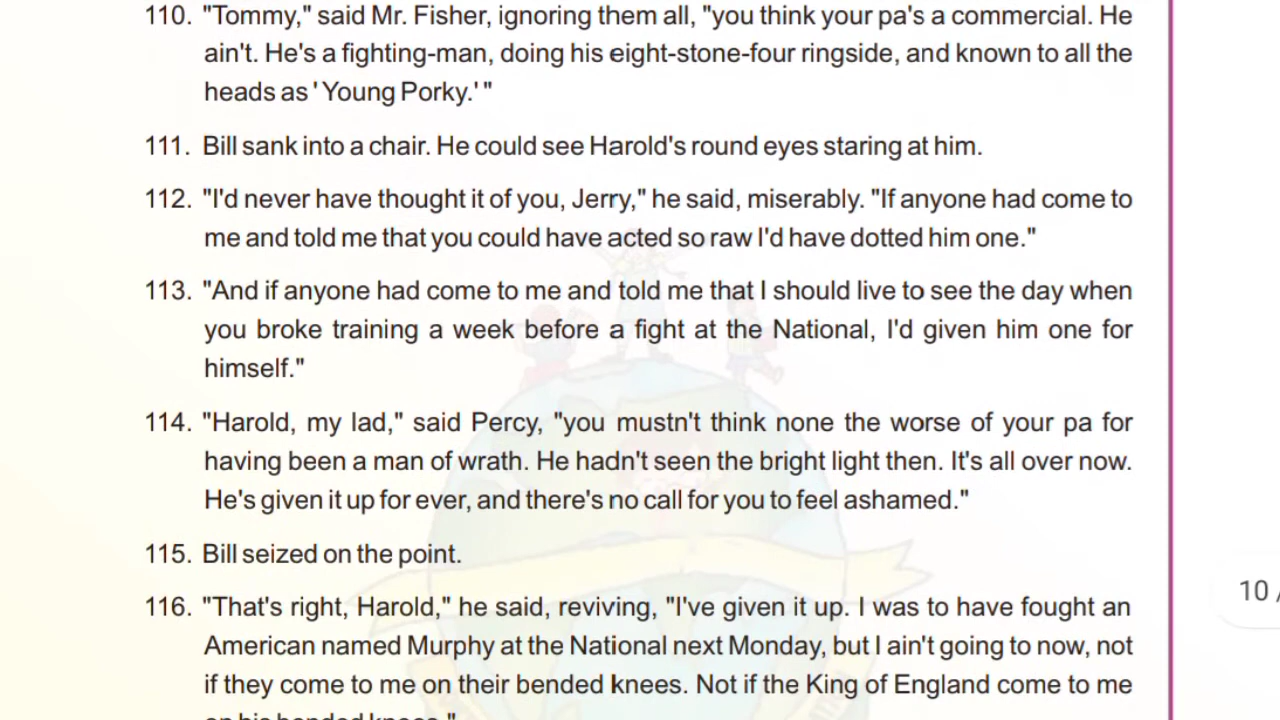 110. "Tommy," said Mr. Fisher, ignoring them all, "you think your pa's a commercial. He
ain't. He's a fighting-man, doing his eight-stone-four ringside, and known to all the
heads as ' Young Porky.' "
111. Bill sank into a chair. He could see Harold's round eyes staring at him.
112. "I'd never have thought it of you, Jerry," he said, miserably. "If anyone had come to
me and told me that you could have acted so raw I'd have dotted him one."
113. "And if anyone had come to me and told me that I should live to see the day when
you broke training a week before a fight at the National, I'd given him one for
himself."
114. "Harold, my lad," said Percy, "you mustn't think none the worse of your pa for
having been a man of wrath. He hadn't seen the bright light then. It's all over now.
He's given it up for ever, and there's no call for you to feel ashamed."
115. Bill seized on the point.
116. "That's right, Harold," he said, reviving, "I've given it up. I was to have fought an
American named Murphy at the National next Monday, but I ain't going to now, not
if they come to me on their bended knees. Not if the King of England come to me
on his bended knees."
10 /